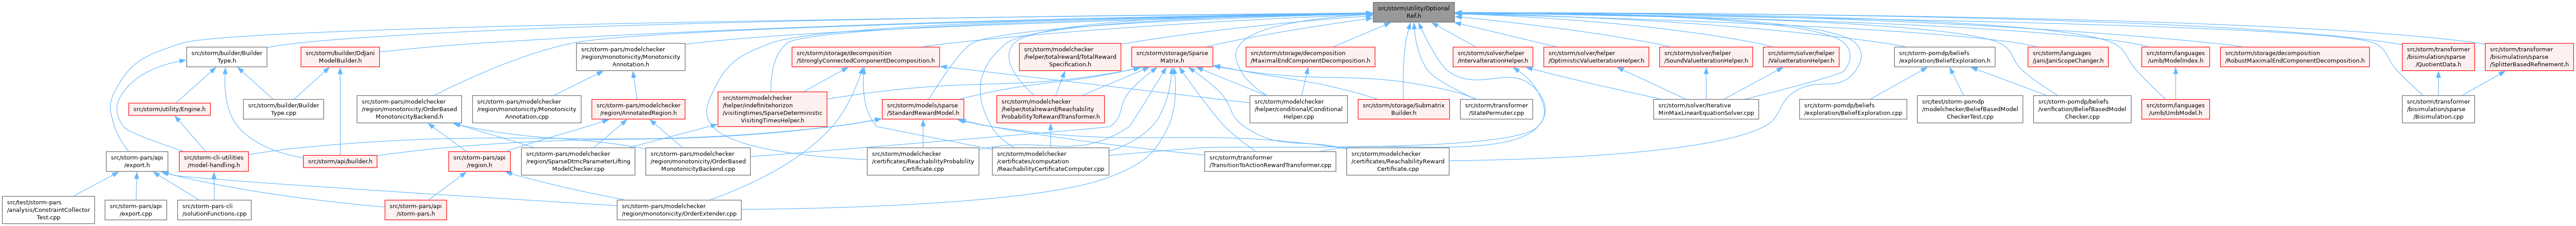 src/storm/utility/Optional
Ref.h
src/storm/builder/Builder
Type.h
src/storm/builder/DdJani
ModelBuilder.h
src/storm-pars/modelchecker
/region/monotonicity/Monotonicity
Annotation.h
src/storm/storage/decomposition
/StronglyConnectedComponentDecomposition.h
src/storm/modelchecker
/helper/totalreward/TotalReward
Specification.h
src/storm/storage/Sparse
Matrix.h
src/storm/storage/decomposition
/MaximalEndComponentDecomposition.h
src/storm/solver/helper
/IntervalterationHelper.h
src/storm/solver/helper
/OptimisticValueIterationHelper.h
src/storm/solver/helper
/SoundValueIterationHelper.h
src/storm/solver/helper
/ValueIterationHelper.h
src/storm-pomdp/beliefs
/exploration/BeliefExploration.h
src/storm/languages
/jani/JaniScopeChanger.h
src/storm/languages
/umb/ModelIndex.h
src/storm/storage/decomposition
/RobustMaximalEndComponentDecomposition.h
src/storm/transformer
/bisimulation/sparse
/QuotientData.h
src/storm/transformer
/bisimulation/sparse
/SplitterBasedRefinement.h
src/storm/utility/Engine.h
src/storm/builder/Builder
Type.cpp
src/storm-pars/modelchecker
/region/monotonicity/OrderBased
MonotonicityBackend.h
src/storm-pars/modelchecker
/region/monotonicity/Monotonicity
Annotation.cpp
src/storm-pars/modelchecker
/region/AnnotatedRegion.h
src/storm/modelchecker
/helper/indefinitehorizon
/visitingtimes/SparseDeterministic
VisitingTimesHelper.h
src/storm/models/sparse
/StandardRewardModel.h
src/storm/modelchecker
/helper/totalreward/Reachability
ProbabilityToRewardTransformer.h
src/storm/modelchecker
/helper/conditional/Conditional
Helper.cpp
src/storm/storage/Submatrix
Builder.h
src/storm/transformer
/StatePermuter.cpp
src/storm/solver/Iterative
MinMaxLinearEquationSolver.cpp
src/storm-pomdp/beliefs
/exploration/BeliefExploration.cpp
src/test/storm-pomdp
/modelchecker/BeliefBasedModel
CheckerTest.cpp
src/storm-pomdp/beliefs
/verification/BeliefBasedModel
Checker.cpp
src/storm/languages
/umb/UmbModel.h
src/storm/transformer
/bisimulation/sparse
/Bisimulation.cpp
src/storm-pars/api
/export.h
src/storm-cli-utilities
/model-handling.h
src/storm/api/builder.h
src/storm-pars/api
/region.h
src/storm-pars/modelchecker
/region/SparseDtmcParameterLifting
ModelChecker.cpp
src/storm-pars/modelchecker
/region/monotonicity/OrderBased
MonotonicityBackend.cpp
src/storm/modelchecker
/certificates/ReachabilityProbability
Certificate.cpp
src/storm/modelchecker
/certificates/computation
/ReachabilityCertificateComputer.cpp
src/storm/transformer
/TransitionToActionRewardTransformer.cpp
src/storm/modelchecker
/certificates/ReachabilityReward
Certificate.cpp
src/test/storm-pars
/analysis/ConstraintCollector
Test.cpp
src/storm-pars/api
/export.cpp
src/storm-pars-cli
/solutionFunctions.cpp
src/storm-pars/api
/storm-pars.h
src/storm-pars/modelchecker
/region/monotonicity/OrderExtender.cpp